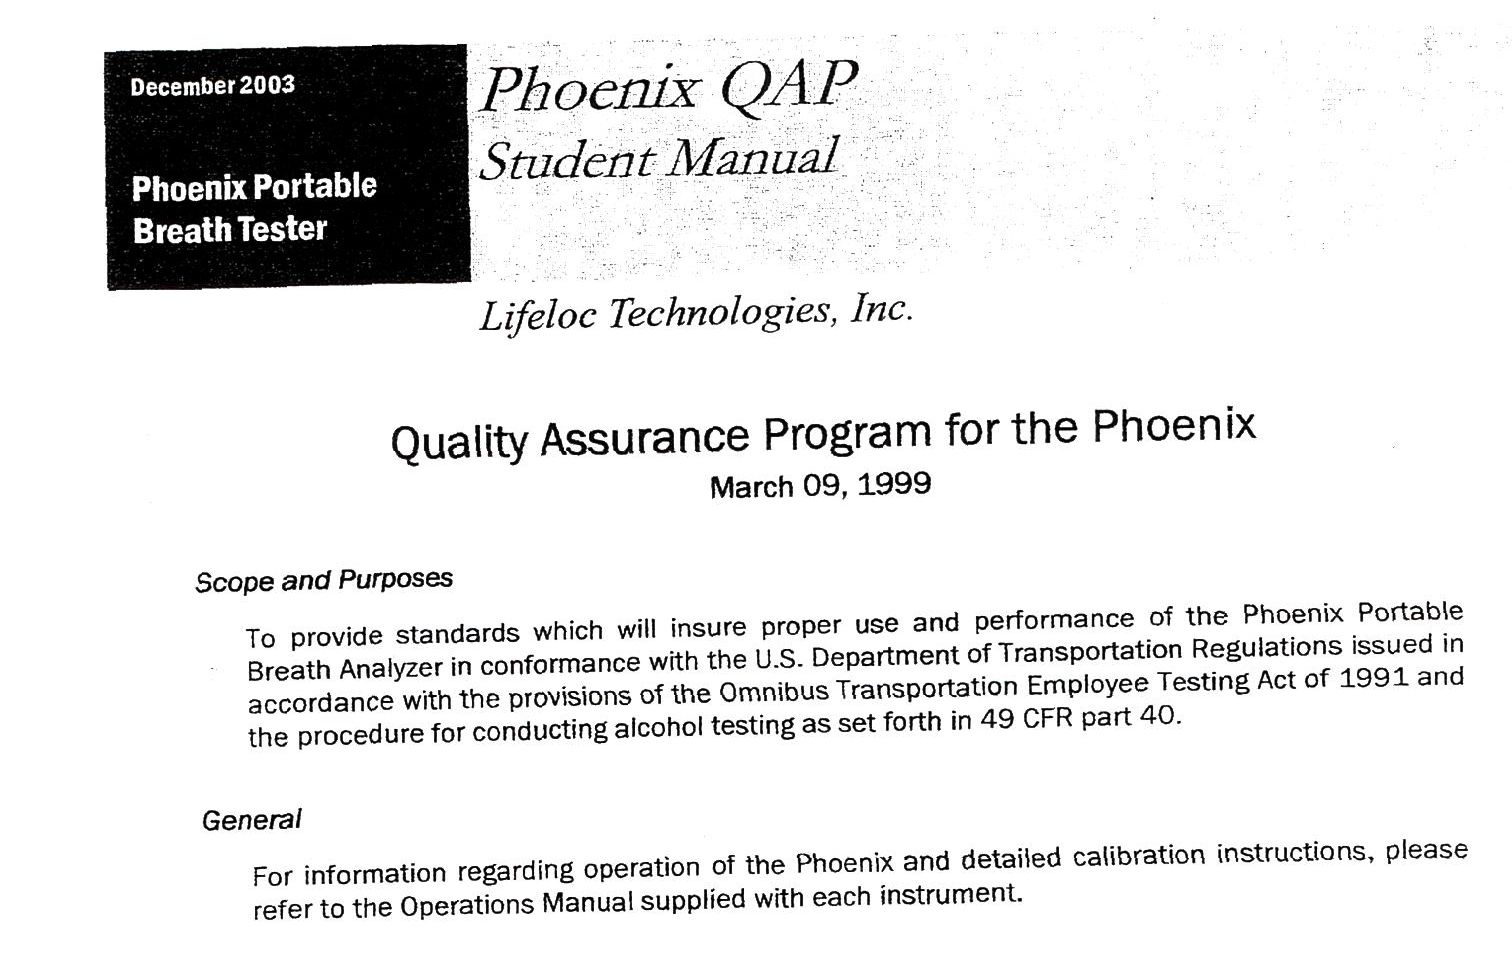 December 2003
Phoenix Portable
Breath Tester
Phoenix QAP
Student Manual
Lifeloc Technologies, Inc.
Quality Assurance Program for the Phoenix
March 09, 1999
Scope and Purposes
To provide standards which will insure proper use and performance of the Phoenix Portable
Breath Analyzer in conformance with the U.S. Department of Transportation Regulations issued in
accordance with the provisions of the Omnibus Transportation Employee Testing Act of 1991 and
the procedure for conducting alcohol testing as set forth in 49 CFR part 40.
General
For information regarding operation of the Phoenix and detailed calibration instructions, please
refer to the Operations Manual supplied with each instrument.